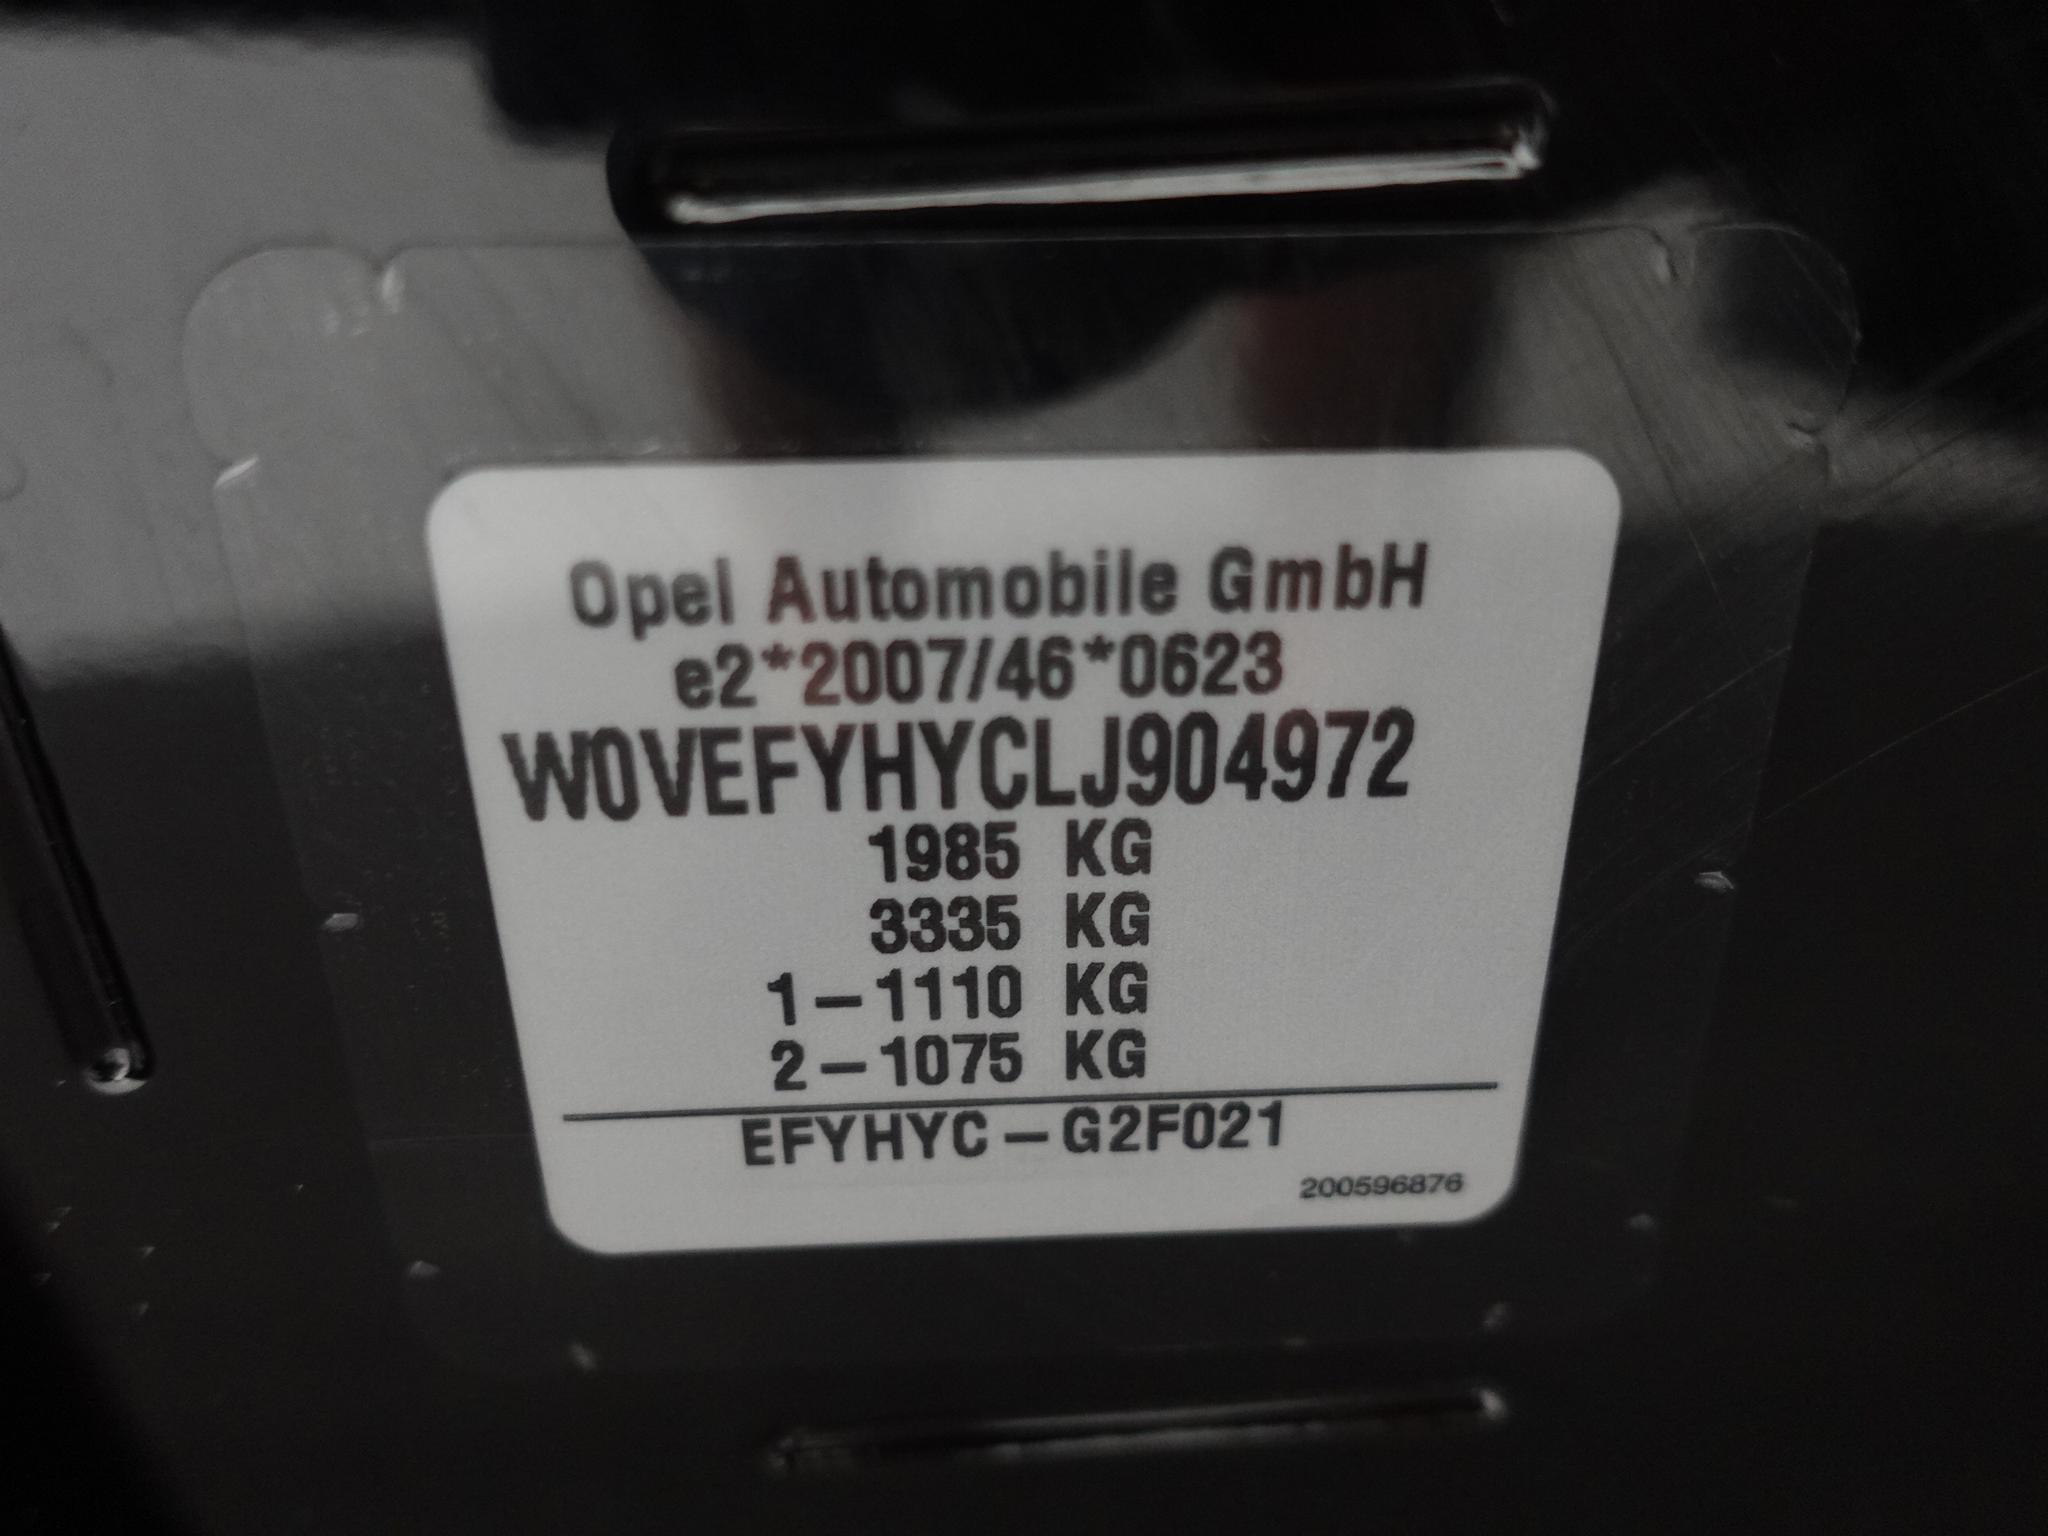 Opel Automobile GmbH
e2*2007/46*0623
W0VEFYHYCLJ904972
1985 KG
3335 KG
1-1110 KG
2-1075 KG
EFYHYC-G2F021
200596876